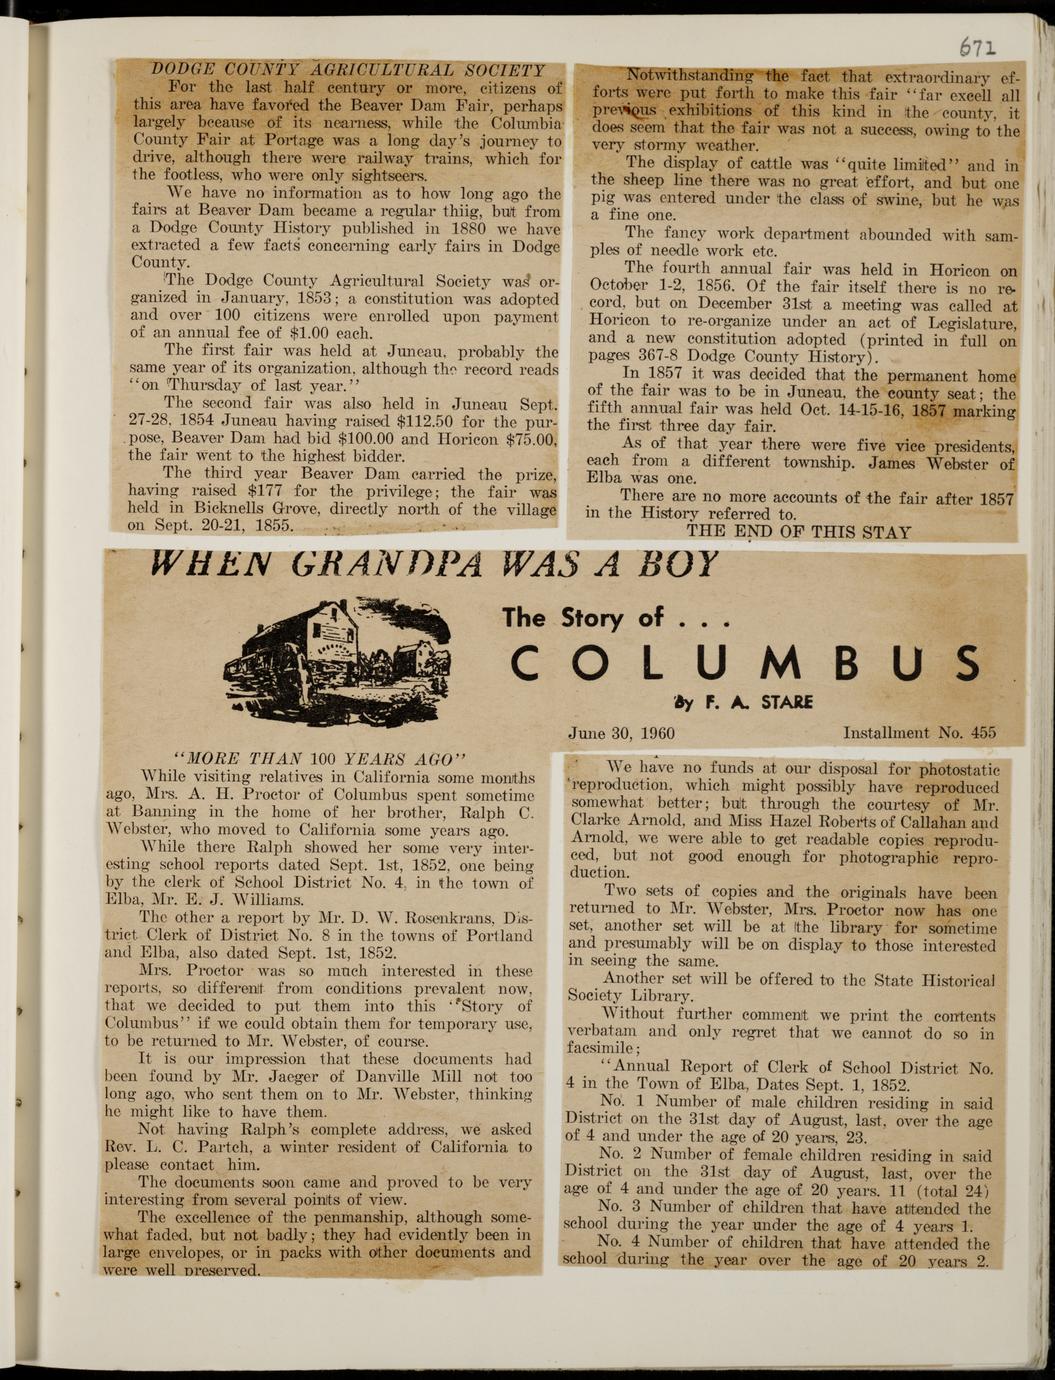 671
DODGE COUNTY AGRICULTURAL SOCIETY
For the last half century or more, citizens of
this area have favored the Beaver Dam Fair, perhaps
largely because of its nearness, while the Columbia
County Fair at Portage was a long day's journey to
drive, although there were railway trains, which for
the footless, who were only sightseers.
We have no information as to how long ago the
fairs at Beaver Dam became a regular thiig, but from
a Dodge County History published in 1880 we have
extracted a few facts concerning early fairs in Dodge
County.
The Dodge County Agricultural Society was or-
ganized in January, 1853; a constitution was adopted
and over 100 citizens were enrolled upon payment
of an annual fee of $1.00 each.
The first fair was held at Juneau, probably the
same year of its organization, although the record reads
"on Thursday of last year."
The second fair was also held in Juneau Sept.
27-28, 1854 Juneau having raised $112.50 for the pur-
pose, Beaver Dam had bid $100.00 and Horicon $75.00,
the fair went to the highest bidder.
The third year Beaver Dam carried the prize,
having raised $177 for the privilege; the fair was
held in Bicknells Grove, directly north of the village
on Sept. 20-21, 1855.
Notwithstanding the fact that extraordinary ef-
forts were put forth to make this fair "far excell all
previous exhibitions of this kind in the county, it
does seem that the fair was not a success, owing to the
very stormy weather.
The display of cattle was "quite limited" and in
the sheep line there was no great effort, and but one
pig was entered under the class of swine, but he was
a fine one.
The fancy work department abounded with sam-
ples of needle work etc.
The fourth annual fair was held in Horicon on
October 1-2, 1856. Of the fair itself there is no re-
cord, but on December 31st a meeting was called at
Horicon to re-organize under an act of Legislature,
and a new constitution adopted (printed in full on
pages 367-8 Dodge County History).
In 1857 it was decided that the permanent home
of the fair was to be in Juneau, the county seat; the
fifth annual fair was held Oct. 14-15-16, 1857 marking
the first three day fair.
As of that year there were five vice presidents,
each from a different township. James Webster of
Elba was one.
There are no more accounts of the fair after 1857
in the History referred to.
THE END OF THIS STAY
WHEN GRANDPA WAS A BOY
The Story of . . .
COLUMBUS
By F. A. STARE
June 30, 1960 Installment No. 455
"MORE THAN 100 YEARS AGO"
While visiting relatives in California some months
ago, Mrs. A. H. Proctor of Columbus spent sometime
at Banning in the home of her brother, Ralph C.
Webster, who moved to California some years ago.
While there Ralph showed her some very inter-
esting school reports dated Sept. 1st, 1852, one being
by the clerk of School District No. 4, in the town of
Elba, Mr. E. J. Williams.
The other a report by Mr. D. W. Rosenkrans, Dis-
trict Clerk of District No. 8 in the towns of Portland
and Elba, also dated Sept. 1st, 1852.
Mrs. Proctor was so much interested in these
reports, so different from conditions prevalent now,
that we decided to put them into this "Story of
Columbus" if we could obtain them for temporary use,
to be returned to Mr. Webster, of course.
It is our impression that these documents had
been found by Mr. Jaeger of Danville Mill not too
long ago, who sent them on to Mr. Webster, thinking
he might like to have them.
Not having Ralph's complete address, we asked
Rev. L. C. Partch, a winter resident of California to
please contact him.
The documents soon came and proved to be very
interesting from several points of view.
The excellence of the penmanship, although some-
what faded, but not badly; they had evidently been in
large envelopes, or in packs with other documents and
were well preserved.
We have no funds at our disposal for photostatic
reproduction, which might possibly have reproduced
somewhat better; but through the courtesy of Mr.
Clarke Arnold, and Miss Hazel Roberts of Callahan and
Arnold, we were able to get readable copies reprodu-
ced, but not good enough for photographic repro-
duction.
Two sets of copies and the originals have been
returned to Mr. Webster, Mrs. Proctor now has one
set, another set will be at the library for sometime
and presumably will be on display to those interested
in seeing the same.
Another set will be offered to the State Historical
Society Library.
Without further comment we print the contents
verbatam and only regret that we cannot do so in
facsimile;
"Annual Report of Clerk of School District No.
4 in the Town of Elba, Dates Sept. 1, 1852.
No. 1 Number of male children residing in said
District on the 31st day of August, last, over the age
of 4 and under the age of 20 years, 23.
No. 2 Number of female children residing in said
District on the 31st day of August, last, over the
age of 4 and under the age of 20 years. 11 (total 24)
No. 3 Number of children that have attended the
school during the year under the age of 4 years 1.
No. 4 Number of children that have attended the
school during the year over the age of 20 years 2.